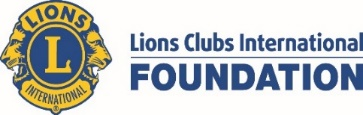 LIONS
L
INTERNATIONAL
Lions Clubs International
FOUNDATION